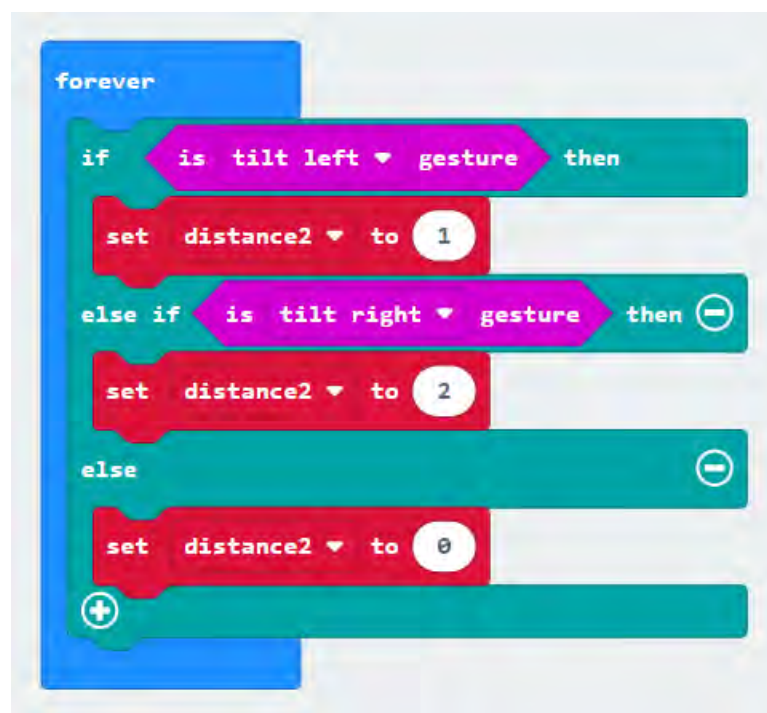 forever
if is tilt left gesture then
set distance2 to 1
else if is tilt right gesture then
set distance2 to 2
else
set distance2 to 0